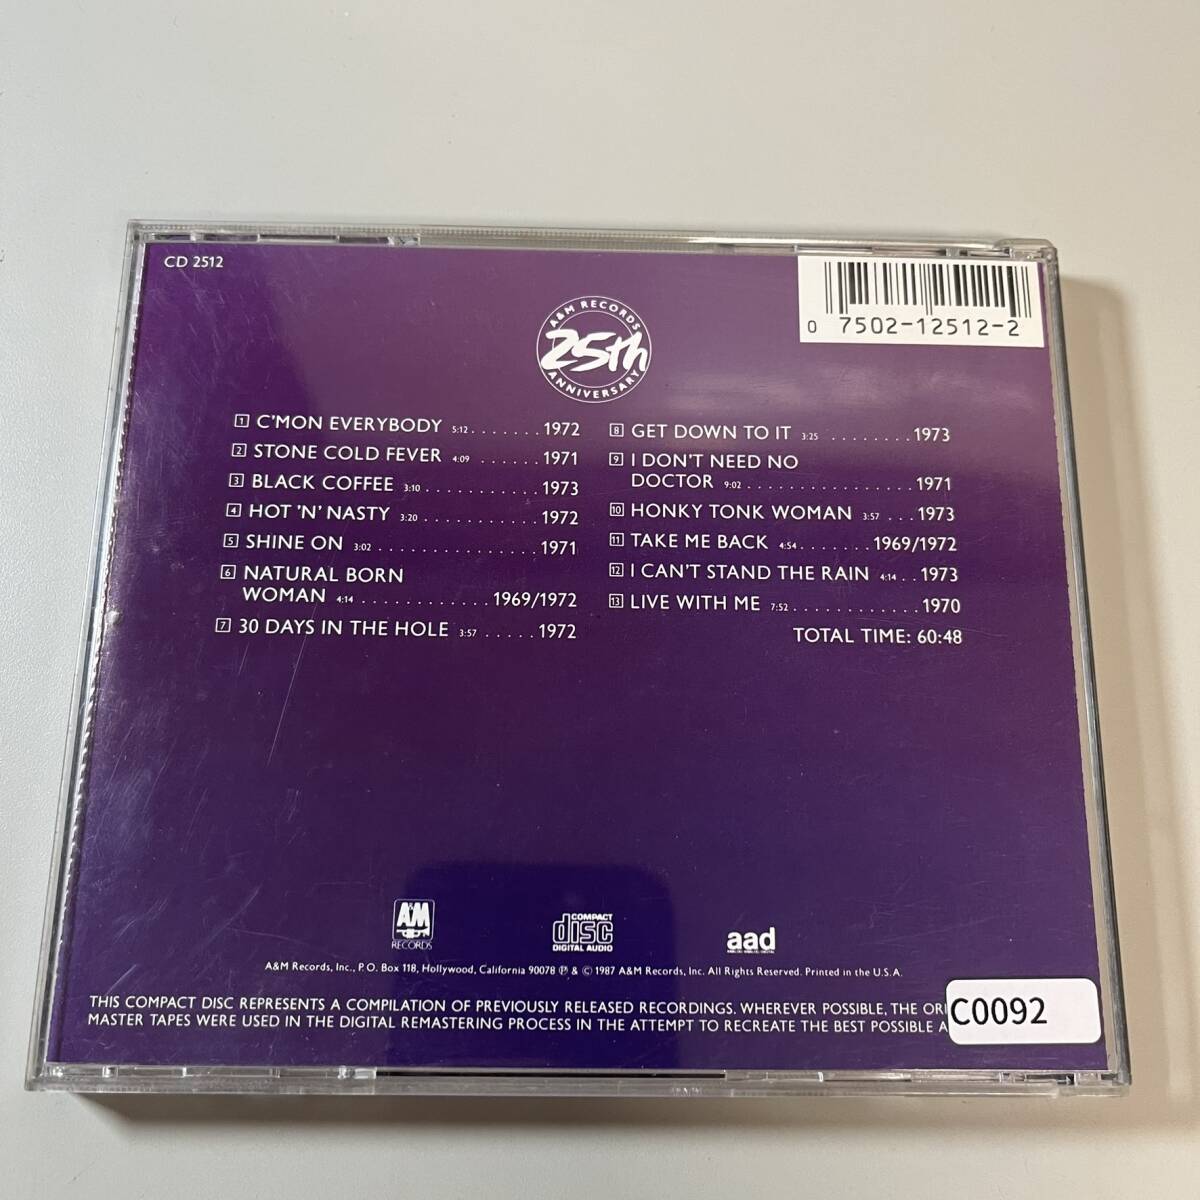 CD 2512
A&M RECORDS
25th
ANNIVERSARY
0 7502-12512-2
1 C'MON EVERYBODY 5:12.......1972
2 STONE COLD FEVER 4:09 ......1971
3 BLACK COFFEE 3:10...........1973
4 HOT 'N' NASTY 3:20...........1972
5 SHINE ON 3:02...............1971
6 NATURAL BORN
WOMAN 4:14............1969/1972
7 30 DAYS IN THE HOLE 3:57.....1972
8 GET DOWN TO IT 3:25 ........1973
9 I DON'T NEED NO
DOCTOR 9:02................1971
10 HONKY TONK WOMAN 3:57 ...1973
11 TAKE ME BACK 4:54.......1969/1972
12 I CAN'T STAND THE RAIN 4:14..1973
13 LIVE WITH ME 7:52............1970
TOTAL TIME: 60:48
A&M
RECORDS
COMPACT
disc
DIGITAL AUDIO
aad
A&M Records, Inc., P.O. Box 118, Hollywood, California 90078 ℗ & © 1987 A&M Records, Inc. All Rights Reserved. Printed in the U.S.A.
THIS COMPACT DISC REPRESENTS A COMPILATION OF PREVIOUSLY RELEASED RECORDINGS. WHEREVER POSSIBLE, THE
MASTER TAPES WERE USED IN THE DIGITAL REMASTERING PROCESS IN THE ATTEMPT TO RECREATE THE BEST POSSIBLE
C0092